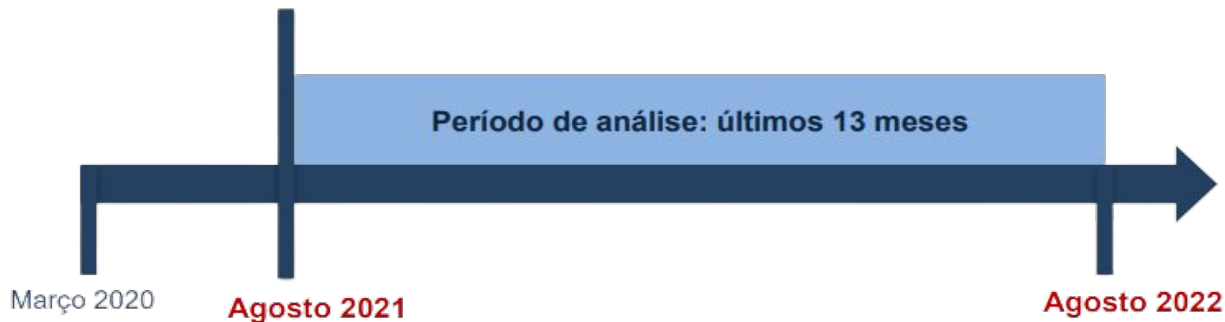 Período de análise: últimos 13 meses
Março 2020
Agosto 2021
Agosto 2022